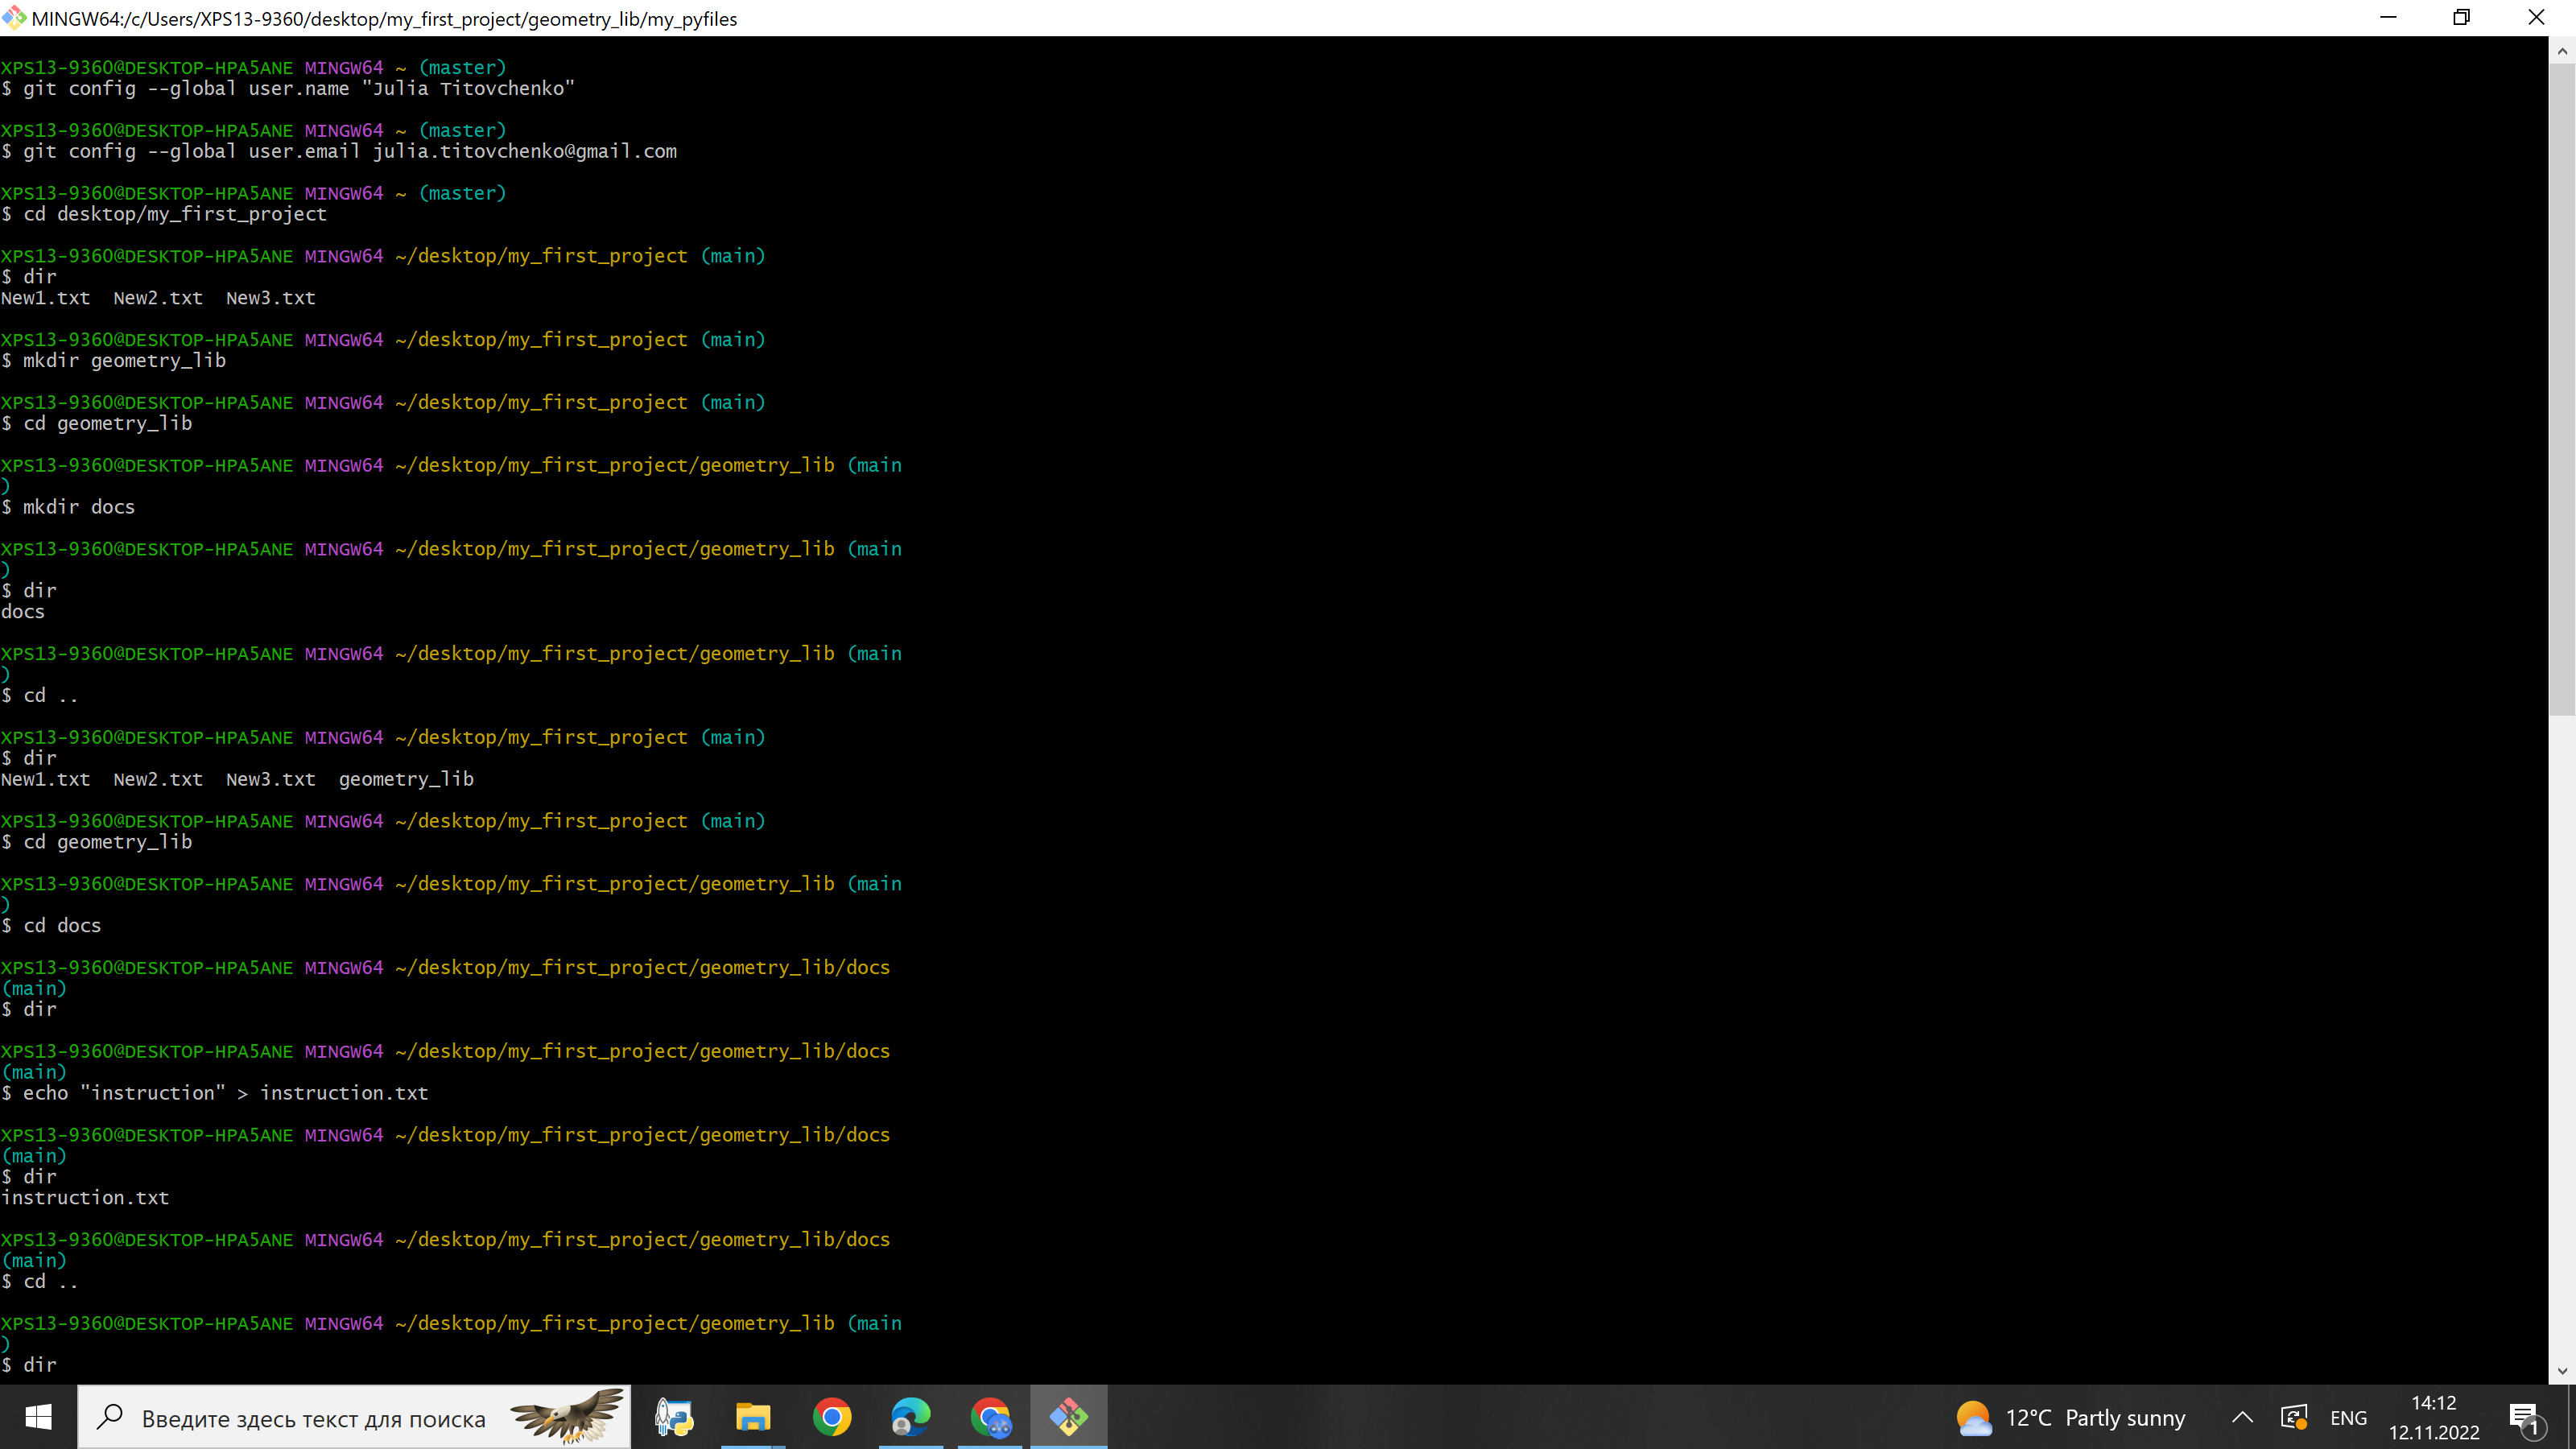 MINGW64:/c/Users/XPS13-9360/desktop/my_first_project/geometry_lib/my_pyfiles
XPS13-9360@DESKTOP-HPA5ANE MINGW64 ~ (master)
$ git config --global user.name "Julia Titovchenko"
XPS13-9360@DESKTOP-HPA5ANE MINGW64 ~ (master)
$ git config --global user.email julia.titovchenko@gmail.com
XPS13-9360@DESKTOP-HPA5ANE MINGW64 ~ (master)
$ cd desktop/my_first_project
XPS13-9360@DESKTOP-HPA5ANE MINGW64 ~/desktop/my_first_project (main)
$ dir
New1.txt  New2.txt  New3.txt
XPS13-9360@DESKTOP-HPA5ANE MINGW64 ~/desktop/my_first_project (main)
$ mkdir geometry_lib
XPS13-9360@DESKTOP-HPA5ANE MINGW64 ~/desktop/my_first_project (main)
$ cd geometry_lib
XPS13-9360@DESKTOP-HPA5ANE MINGW64 ~/desktop/my_first_project/geometry_lib (main
)
$ mkdir docs
XPS13-9360@DESKTOP-HPA5ANE MINGW64 ~/desktop/my_first_project/geometry_lib (main
)
$ dir
docs
XPS13-9360@DESKTOP-HPA5ANE MINGW64 ~/desktop/my_first_project/geometry_lib (main
)
$ cd ..
XPS13-9360@DESKTOP-HPA5ANE MINGW64 ~/desktop/my_first_project (main)
$ dir
New1.txt  New2.txt  New3.txt  geometry_lib
XPS13-9360@DESKTOP-HPA5ANE MINGW64 ~/desktop/my_first_project (main)
$ cd geometry_lib
XPS13-9360@DESKTOP-HPA5ANE MINGW64 ~/desktop/my_first_project/geometry_lib (main
)
$ cd docs
XPS13-9360@DESKTOP-HPA5ANE MINGW64 ~/desktop/my_first_project/geometry_lib/docs
(main)
$ dir
XPS13-9360@DESKTOP-HPA5ANE MINGW64 ~/desktop/my_first_project/geometry_lib/docs
(main)
$ echo "instruction" > instruction.txt
XPS13-9360@DESKTOP-HPA5ANE MINGW64 ~/desktop/my_first_project/geometry_lib/docs
(main)
$ dir
instruction.txt
XPS13-9360@DESKTOP-HPA5ANE MINGW64 ~/desktop/my_first_project/geometry_lib/docs
(main)
$ cd ..
XPS13-9360@DESKTOP-HPA5ANE MINGW64 ~/desktop/my_first_project/geometry_lib (main
)
$ dir
Введите здесь текст для поиска
12°C Partly sunny
ENG
14:12
12.11.2022
1